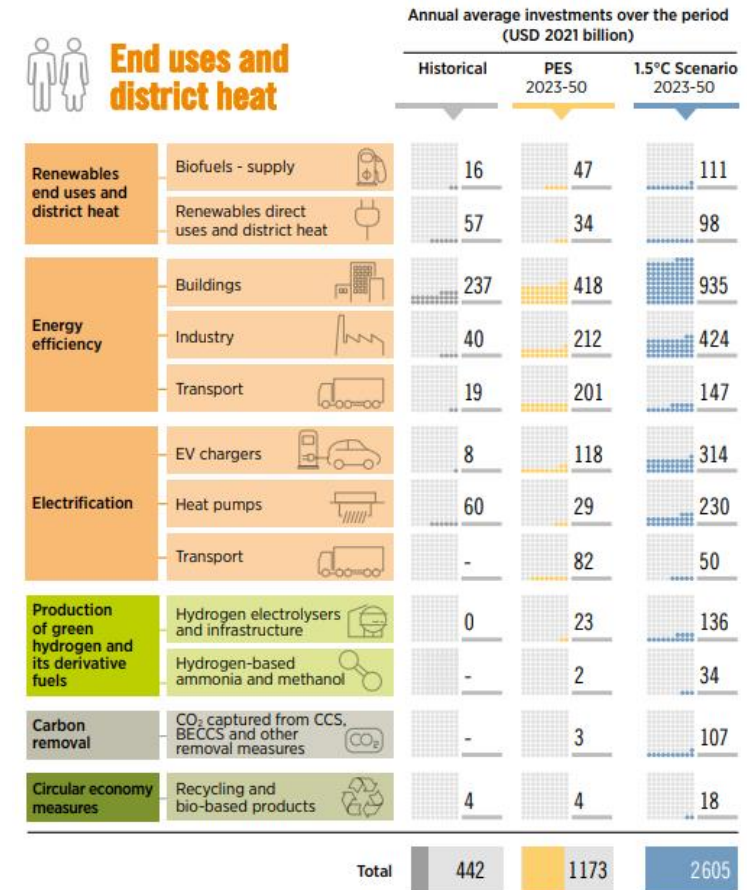 Annual average investments over the period
(USD 2021 billion)
End uses and
district heat
Historical
PES
2023-50
1.5°C Scenario
2023-50
Renewables
end uses and
district heat
Biofuels - supply
16
47
111
Renewables direct
uses and district heat
57
34
98
Energy
efficiency
Buildings
237
418
935
Industry
40
212
424
Transport
19
201
147
Electrification
EV chargers
8
118
314
Heat pumps
60
29
230
Transport
-
82
50
Production
of green
hydrogen and
its derivative
fuels
Hydrogen electrolysers
and infrastructure
0
23
136
Hydrogen-based
ammonia and methanol
-
2
34
Carbon
removal
CO₂ captured from CCS,
BECCS and other
removal measures
CO₂
-
3
107
Circular economy
measures
Recycling and
bio-based products
4
4
18
Total
442
1173
2605